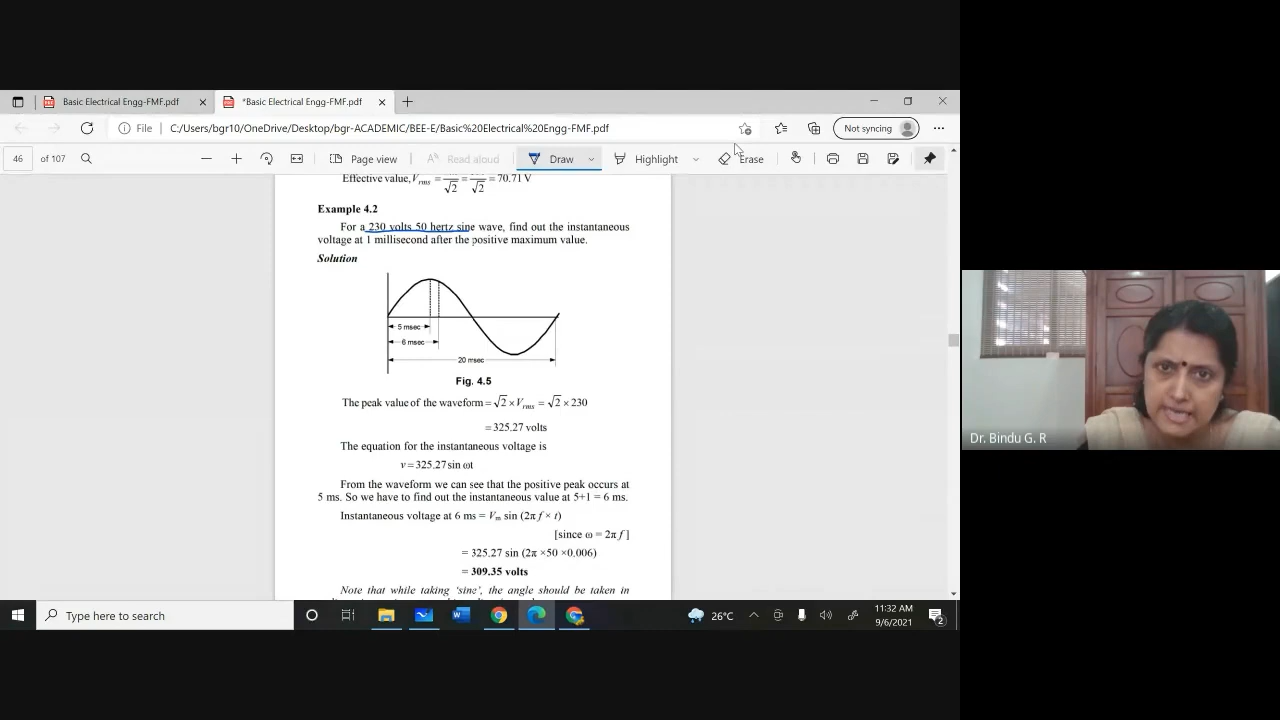 Basic Electrical Engg-FMF.pdf
*Basic Electrical Engg-FMF.pdf
File C:/Users/bgr10/OneDrive/Desktop/bgr-ACADEMIC/BEE-E/Basic%20Electrical%20Engg-FMF.pdf Not syncing
46 of 107 Page view Read aloud Draw Highlight Erase
Effective value, Vrms = √2 = √2 = 70.71 V
Example 4.2
For a 230 volts 50 hertz sine wave, find out the instantaneous
voltage at 1 millisecond after the positive maximum value.
Solution
5 msec
6 msec
20 msec
Fig. 4.5
The peak value of the waveform = √2 × Vrms = √2 × 230
= 325.27 volts
The equation for the instantaneous voltage is
v = 325.27 sin ωt
From the waveform we can see that the positive peak occurs at
5 ms. So we have to find out the instantaneous value at 5+1 = 6 ms.
Instantaneous voltage at 6 ms = Vm sin (2π f × t)
[since ω = 2π f ]
= 325.27 sin (2π ×50 ×0.006)
= 309.35 volts
Note that while taking ‘sine’, the angle should be taken in
Dr. Bindu G. R
Type here to search 26°C 11:32 AM
9/6/2021 2